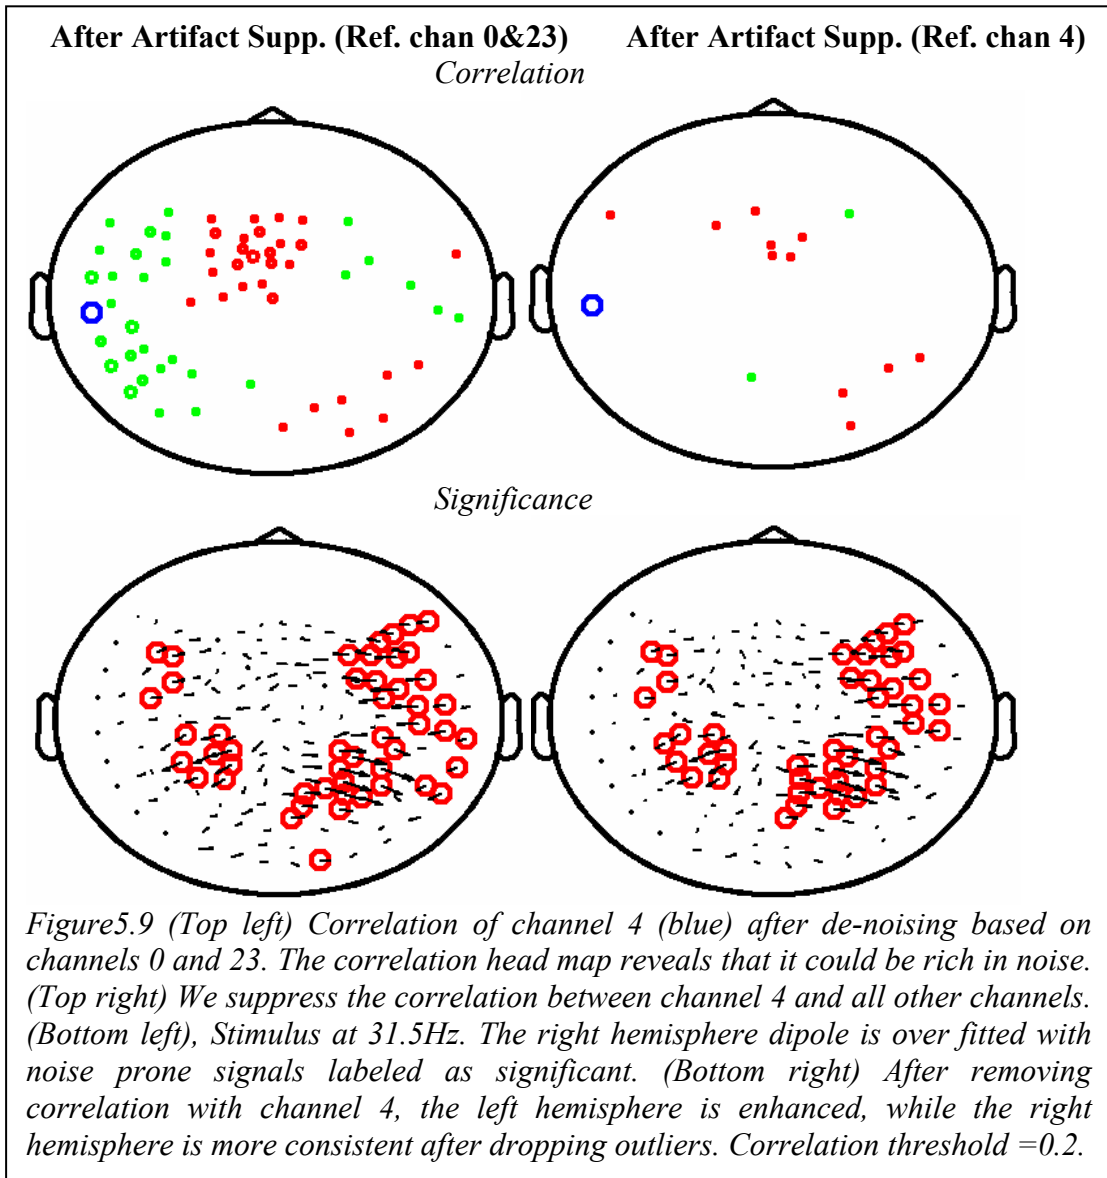 After Artifact Supp. (Ref. chan 0&23) After Artifact Supp. (Ref. chan 4)
Correlation
Significance
Figure5.9 (Top left) Correlation of channel 4 (blue) after de-noising based on
channels 0 and 23. The correlation head map reveals that it could be rich in noise.
(Top right) We suppress the correlation between channel 4 and all other channels.
(Bottom left), Stimulus at 31.5Hz. The right hemisphere dipole is over fitted with
noise prone signals labeled as significant. (Bottom right) After removing
correlation with channel 4, the left hemisphere is enhanced, while the right
hemisphere is more consistent after dropping outliers. Correlation threshold =0.2.